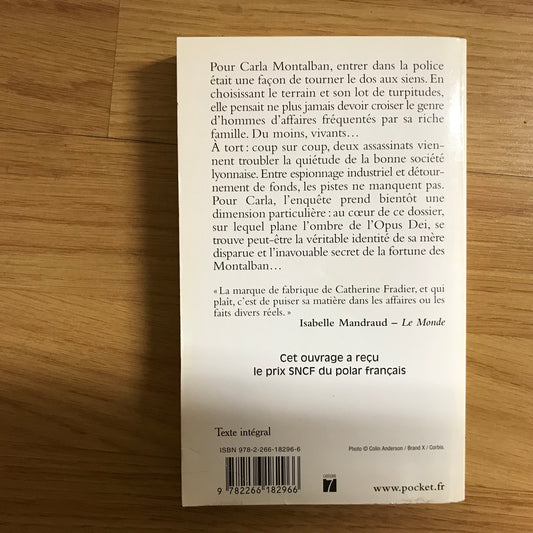 Pour Carla Montalban, entrer dans la police
était une façon de tourner le dos aux siens. En
choisissant le terrain et son lot de turpitudes,
elle pensait ne plus jamais devoir croiser le genre
d'hommes d'affaires fréquentés par sa riche
famille. Du moins, vivants…
À tort : coup sur coup, deux assassinats vien-
nent troubler la quiétude de la bonne société
lyonnaise. Entre espionnage industriel et détour-
nement de fonds, les pistes ne manquent pas.
Pour Carla, l'enquête prend bientôt une
dimension particulière : au cœur de ce dossier,
sur lequel plane l'ombre de l'Opus Dei, se
trouve peut-être la véritable identité de sa mère
disparue et l'inavouable secret de la fortune des
Montalban…
« La marque de fabrique de Catherine Fradier, et qui
plaît, c'est de puiser sa matière dans les affaires ou les
faits divers réels. »
Isabelle Mandraud – Le Monde
Cet ouvrage a reçu
le prix SNCF du polar français
Texte intégral
Photo © Colin Anderson / Brand X / Corbis.
ISBN 978-2-266-18296-6
9 782266 182966
7
www.pocket.fr